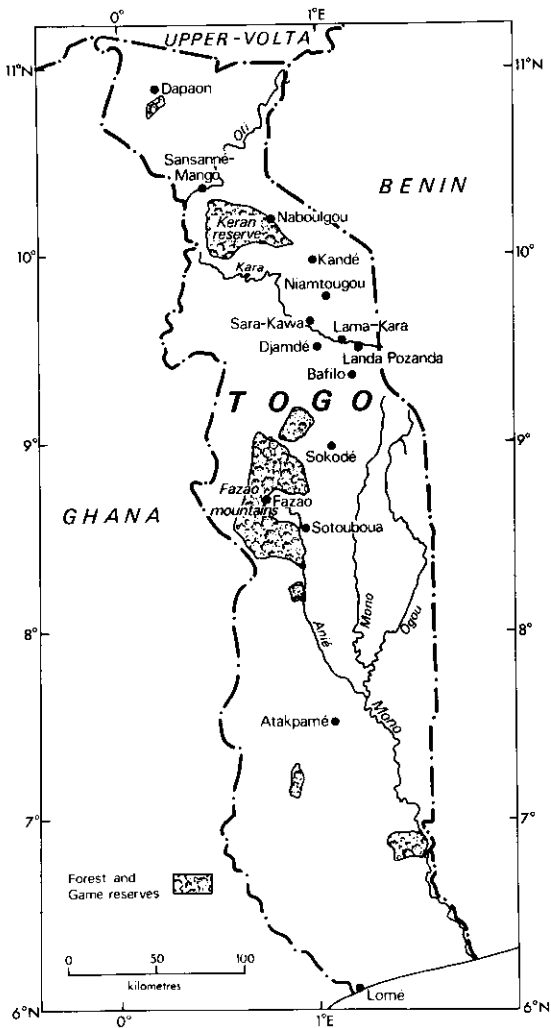 0°
1°E
UPPER-VOLTA
11°N
11°N
Dapaon
Oti
Sansanné-
Mango
BENIN
Keran
reserve
Naboulgou
10°
10°
Kandé
Kara
Niamtougou
Sara-Kawa
Lama-Kara
Djamdé
Landa Pozanda
Bafilo
TOGO
9°
9°
Sokodé
Fazao
mountains
Fazao
GHANA
Sotouboua
8°
8°
Anié
Mono
Ogou
Mono
Atakpamé
7°
7°
Forest and
Game reserves
0 50 100
kilometres
Lomé
6°N
6°N
0°
1°E